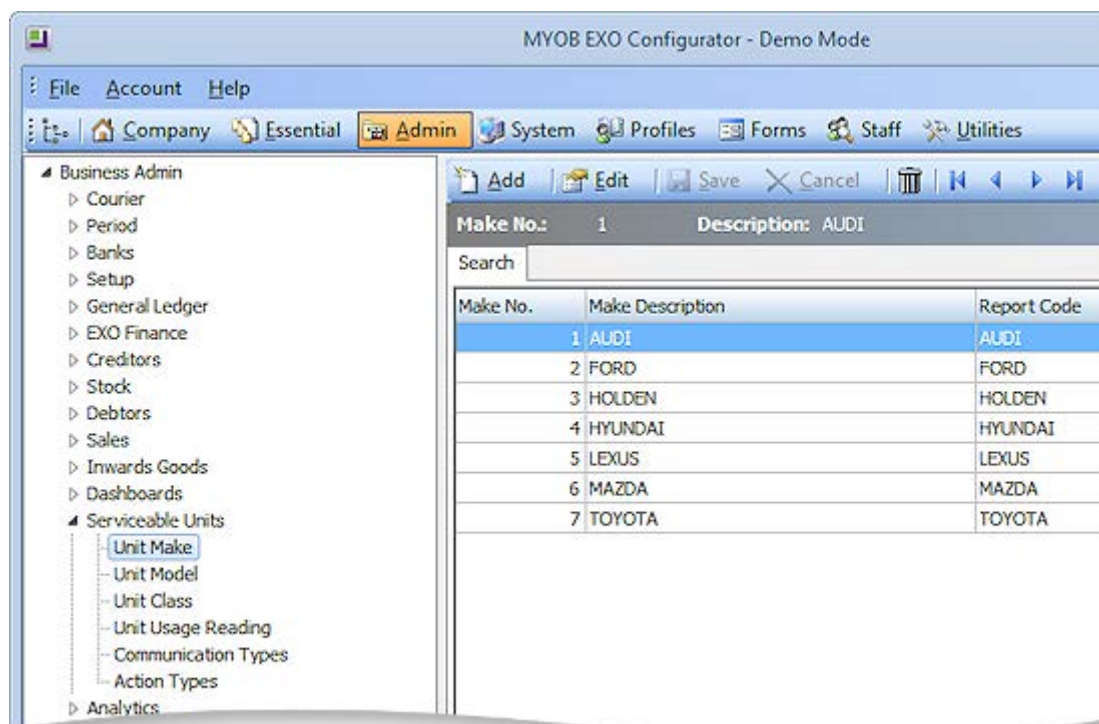 MYOB EXO Configurator - Demo Mode
File Account Help
Company Essential Admin System Profiles Forms Staff Utilities
Business Admin
Courier
Period
Banks
Setup
General Ledger
EXO Finance
Creditors
Stock
Debtors
Sales
Inwards Goods
Dashboards
Serviceable Units
Unit Make
Unit Model
Unit Class
Unit Usage Reading
Communication Types
Action Types
Analytics
Add Edit Save Cancel
Make No.: 1 Description: AUDI
Search
Make No. Make Description Report Code
1 AUDI AUDI
2 FORD FORD
3 HOLDEN HOLDEN
4 HYUNDAI HYUNDAI
5 LEXUS LEXUS
6 MAZDA MAZDA
7 TOYOTA TOYOTA